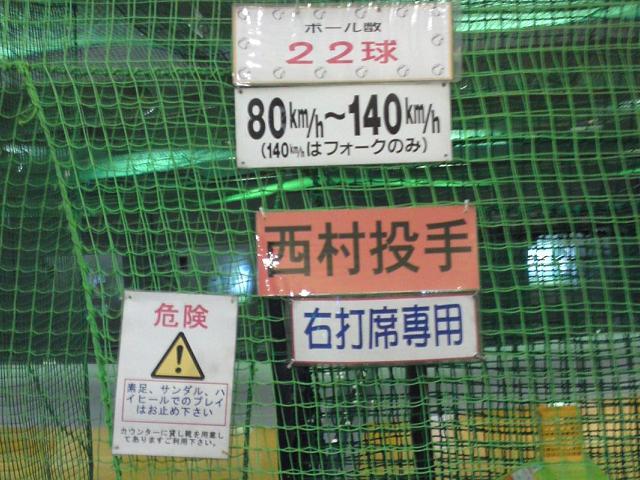 ボール数
22球
80km/h～140km/h
(140km/hはフォークのみ)
西村投手
右打席専用
危険
素足、サンダル、ハ
イヒールでのプレイ
はお止め下さい
カウンターに貸し靴を用意し
てありますご利用下さい。